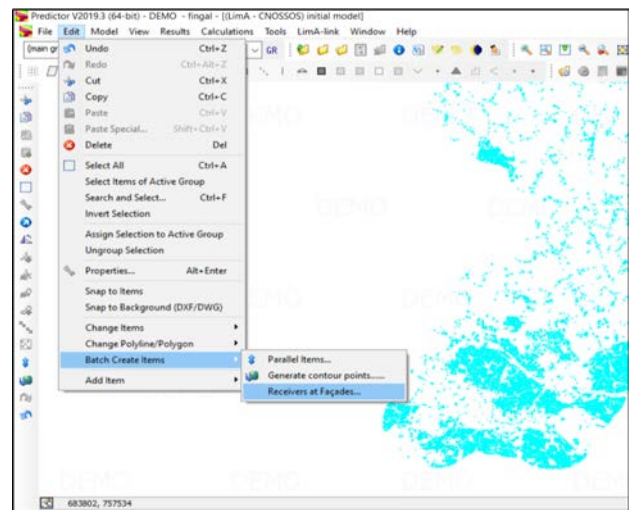 Predictor V2019.3 (64-bit) - DEMO - fingal - [(LimA - CNOSSOS) initial model]
File Edit Model View Results Calculations Tools LimA-link Window Help
(main gr
GR
Undo Ctrl+Z
Redo Ctrl+Alt+Z
Cut Ctrl+X
Copy Ctrl+C
Paste Ctrl+V
Paste Special... Shift+Ctrl+V
Delete Del
Select All Ctrl+A
Select Items of Active Group
Search and Select... Ctrl+F
Invert Selection
Assign Selection to Active Group
Ungroup Selection
Properties... Alt+Enter
Snap to Items
Snap to Background (DXF/DWG)
Change Items
Change Polyline/Polygon
Batch Create Items
Add Item
Parallel Items...
Generate contour points......
Receivers at Façades...
DEMO DEMO DEMO
683802, 757534